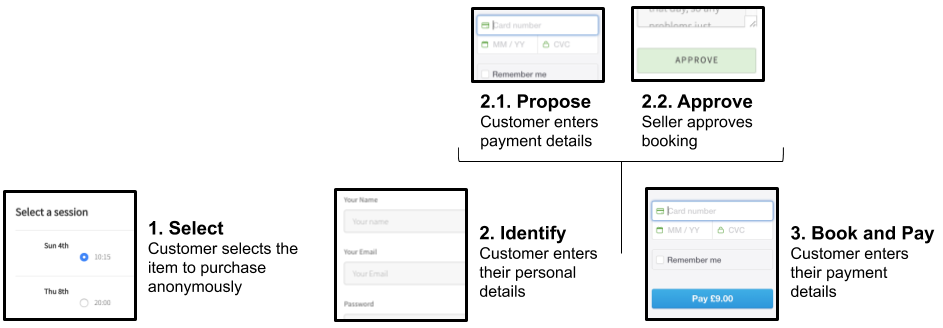 that day, so any
problems just
Card number
MM / YY
CVC
Remember me
APPROVE
2.1. Propose
Customer enters
payment details
2.2. Approve
Seller approves
booking
Select a session
Sun 4th
10:15
Thu 8th
20:00
1. Select
Customer selects the
item to purchase
anonymously
Your Name
Your name
Your Email
Your Email
Password
2. Identify
Customer enters
their personal
details
Card number
MM / YY
CVC
Remember me
Pay £9.00
3. Book and Pay
Customer enters
their payment
details